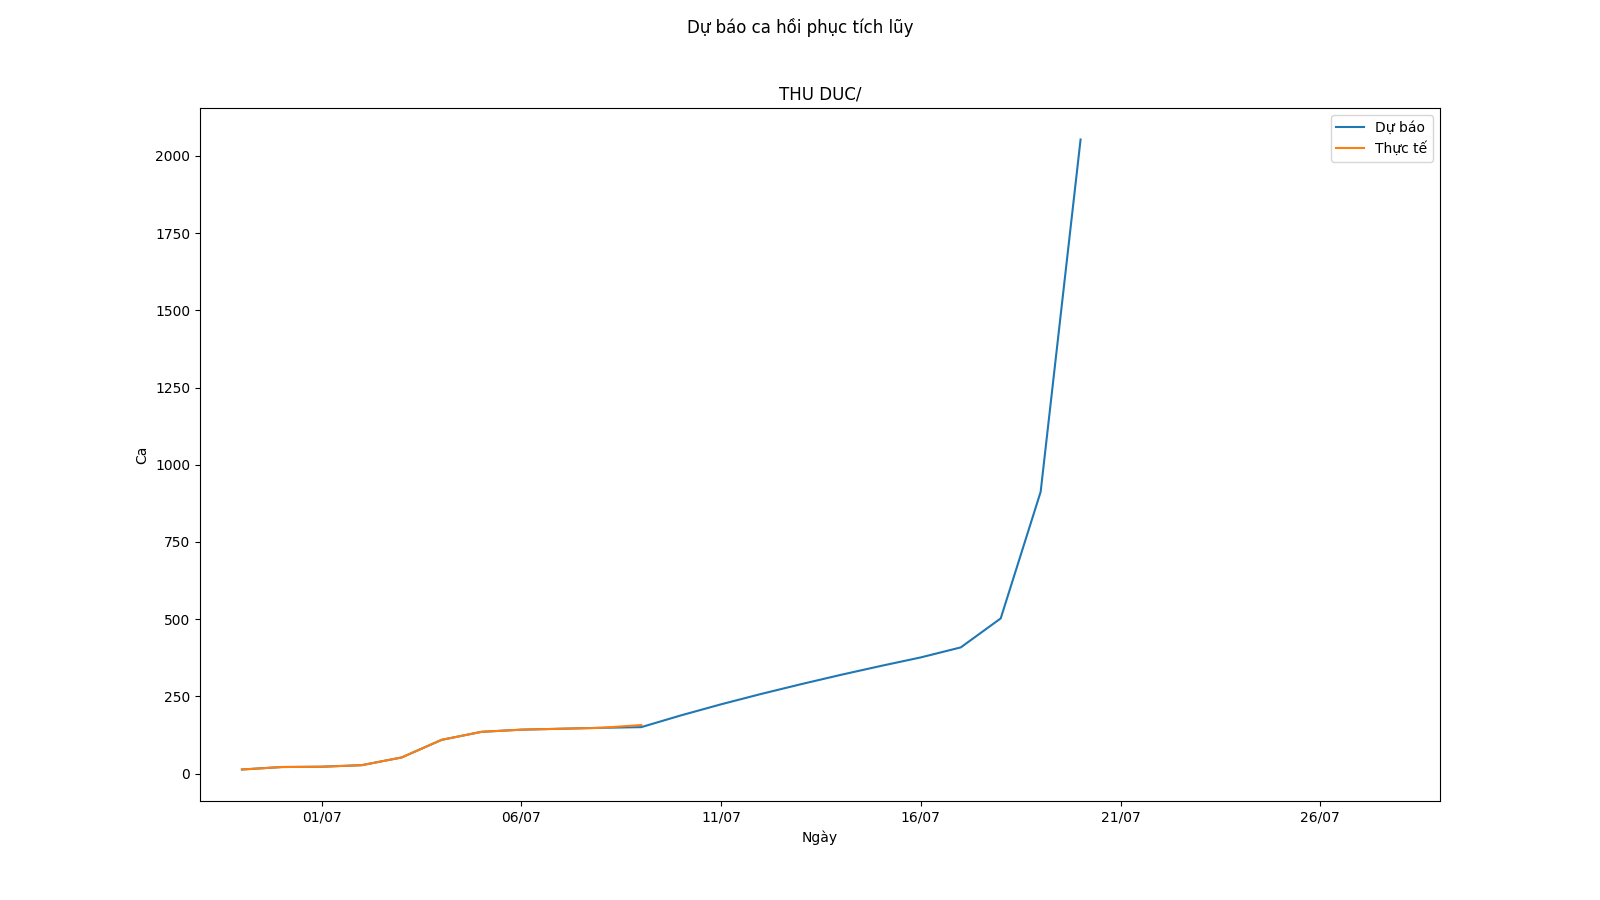 Dự báo ca hồi phục tích lũy
THU DUC/
Dự báo
Thực tế
2000
1750
1500
1250
1000
750
500
250
0
Ca
01/07
06/07
11/07
16/07
21/07
26/07
Ngày